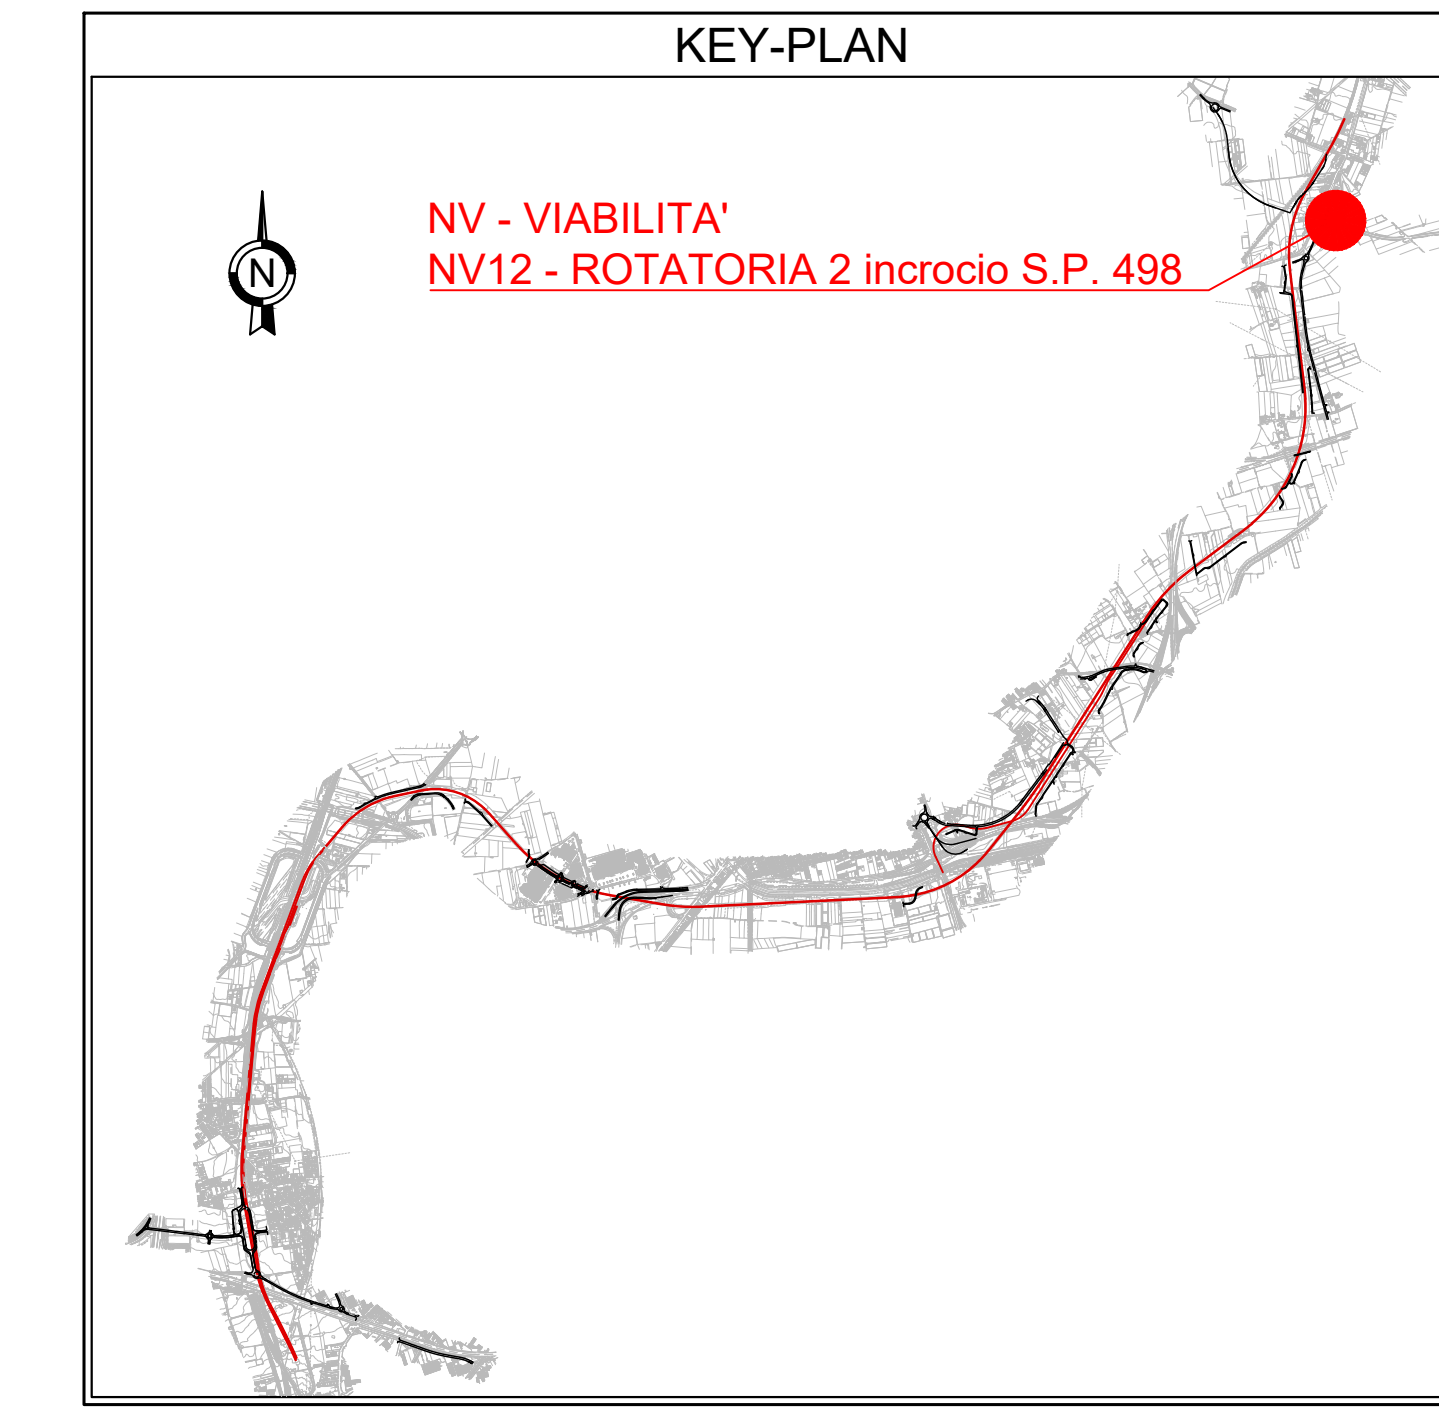 KEY-PLAN
NV - VIABILITA'
NV12 - ROTATORIA 2 incrocio S.P. 498
N